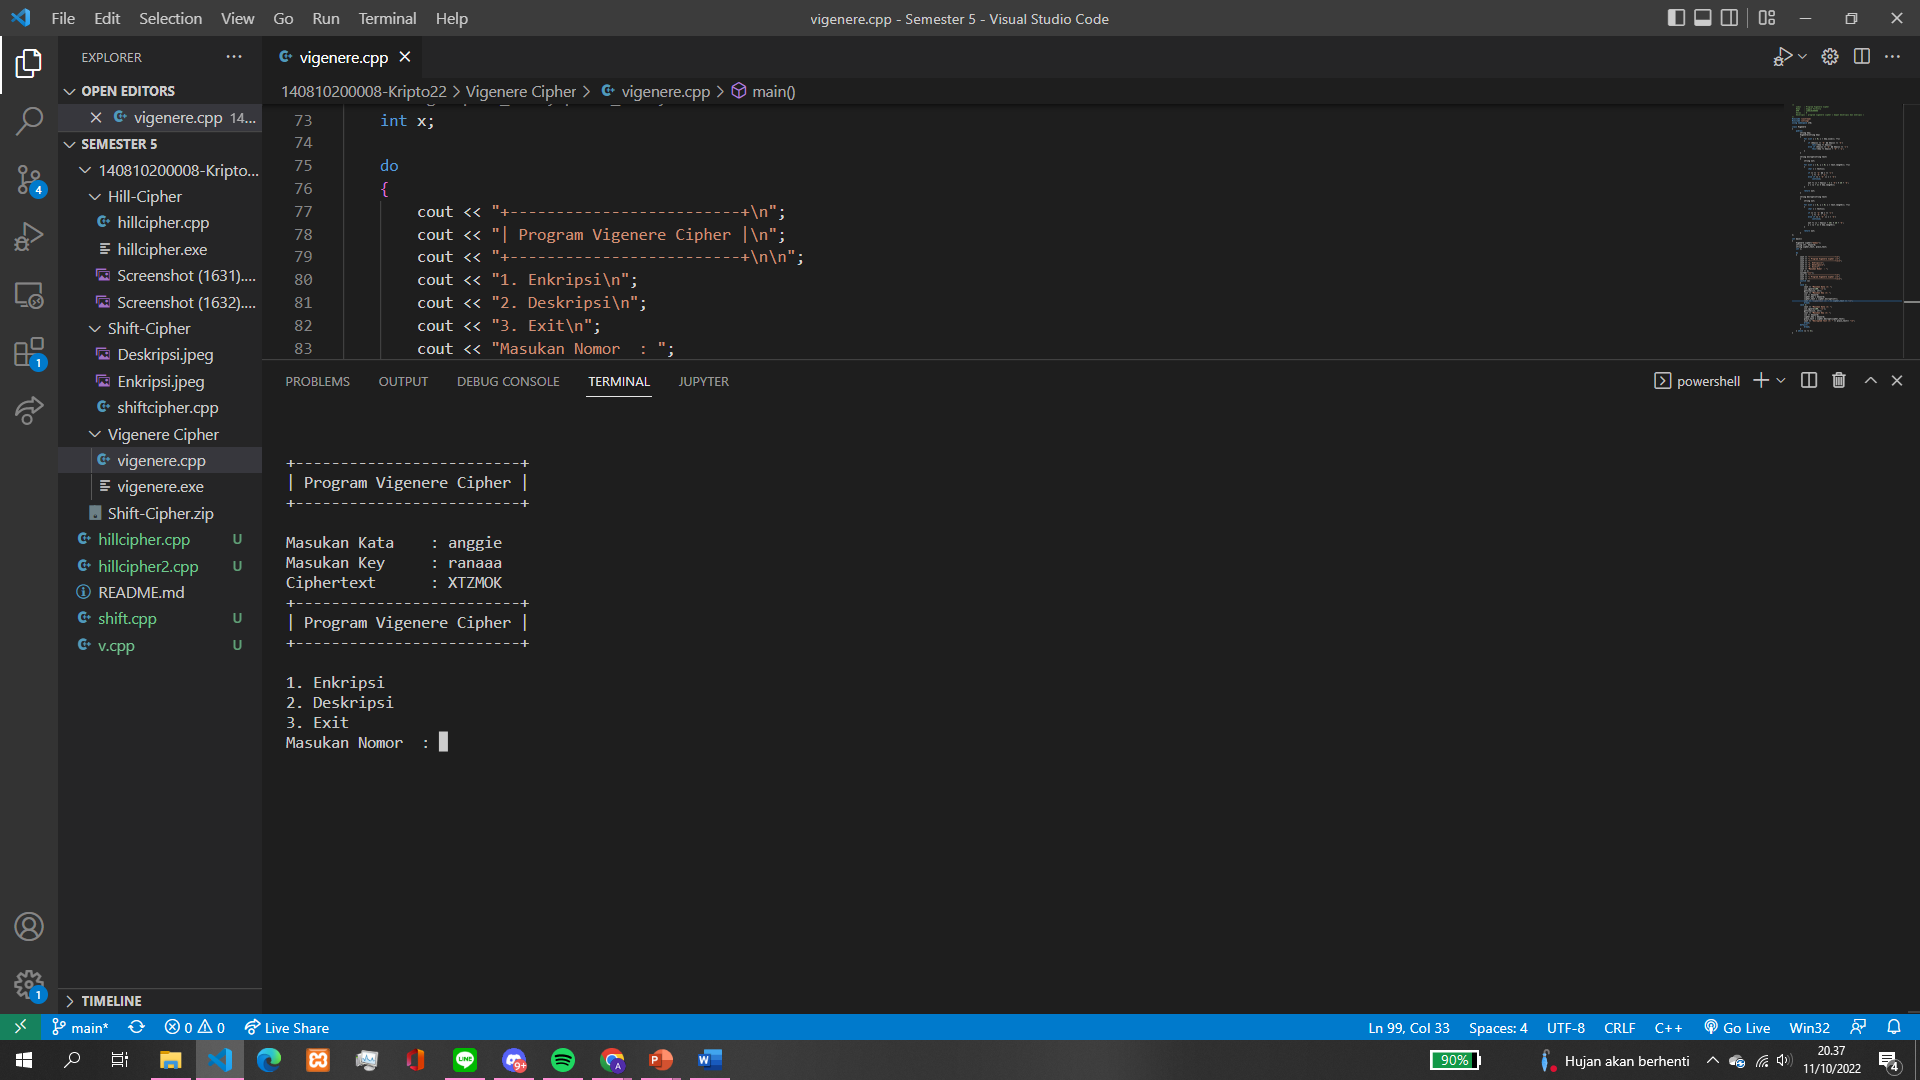 File Edit Selection View Go Run Terminal Help
vigenere.cpp - Semester 5 - Visual Studio Code
EXPLORER
OPEN EDITORS
vigenere.cpp 14...
SEMESTER 5
140810200008-Kripto...
Hill-Cipher
hillcipher.cpp
hillcipher.exe
Screenshot (1631)....
Screenshot (1632)....
Shift-Cipher
Deskripsi.jpeg
Enkripsi.jpeg
shiftcipher.cpp
Vigenere Cipher
vigenere.cpp
vigenere.exe
Shift-Cipher.zip
hillcipher.cpp U
hillcipher2.cpp U
README.md
shift.cpp U
v.cpp U
TIMELINE
4
1
1
vigenere.cpp
140810200008-Kripto22 > Vigenere Cipher > vigenere.cpp > main()
73 int x;
74
75 do
76 {
77 cout << "+-------------------------+\n";
78 cout << "| Program Vigenere Cipher |\n";
79 cout << "+-------------------------+\n\n";
80 cout << "1. Enkripsi\n";
81 cout << "2. Deskripsi\n";
82 cout << "3. Exit\n";
83 cout << "Masukan Nomor  : ";
PROBLEMS OUTPUT DEBUG CONSOLE TERMINAL JUPYTER
powershell
+-------------------------+
| Program Vigenere Cipher |
+-------------------------+
Masukan Kata    : anggie
Masukan Key     : ranaaa
Ciphertext      : XTZMOK
+-------------------------+
| Program Vigenere Cipher |
+-------------------------+
1. Enkripsi
2. Deskripsi
3. Exit
Masukan Nomor  :
main* 0 0 Live Share
Ln 99, Col 33 Spaces: 4 UTF-8 CRLF C++ Go Live Win32
90%
Hujan akan berhenti
20.37
11/10/2022
4